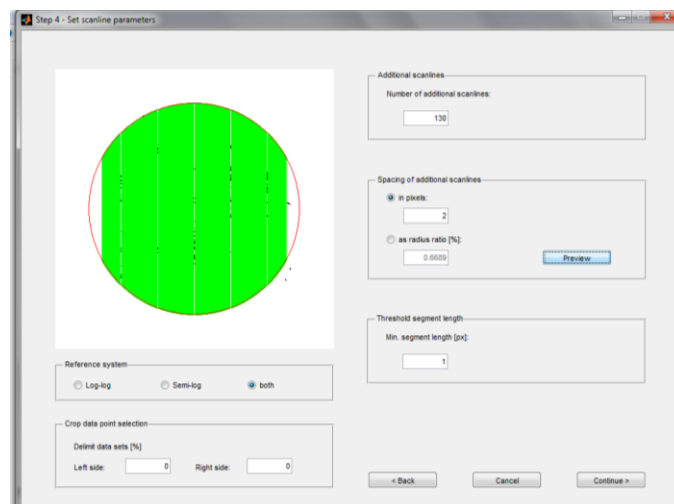 Step 4 - Set scanline parameters
Additional scanlines
Number of additional scanlines:
130
Spacing of additional scanlines
in pixels:
2
as radius ratio [%]:
0.6689
Preview
Threshold segment length
Min. segment length [px]:
1
Reference system
Log-log
Semi-log
both
Crop data point selection
Delimit data sets [%]
Left side:
0
Right side:
0
< Back
Cancel
Continue >